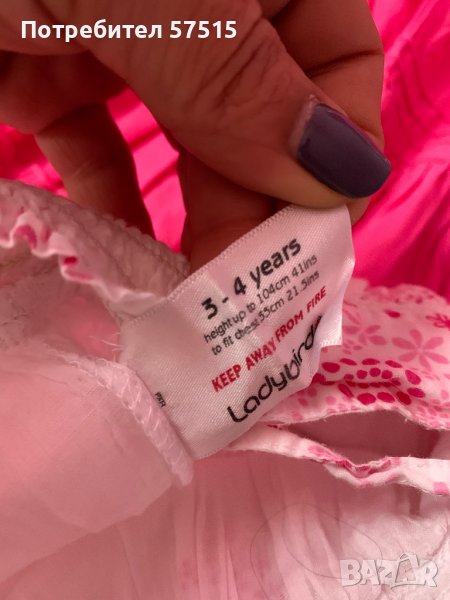 Потребител 57515
3 - 4 years
height up to 104cm 41ins
to fit chest 55cm 21.5ins
KEEP AWAY FROM FIRE
Ladybird
BAZAR